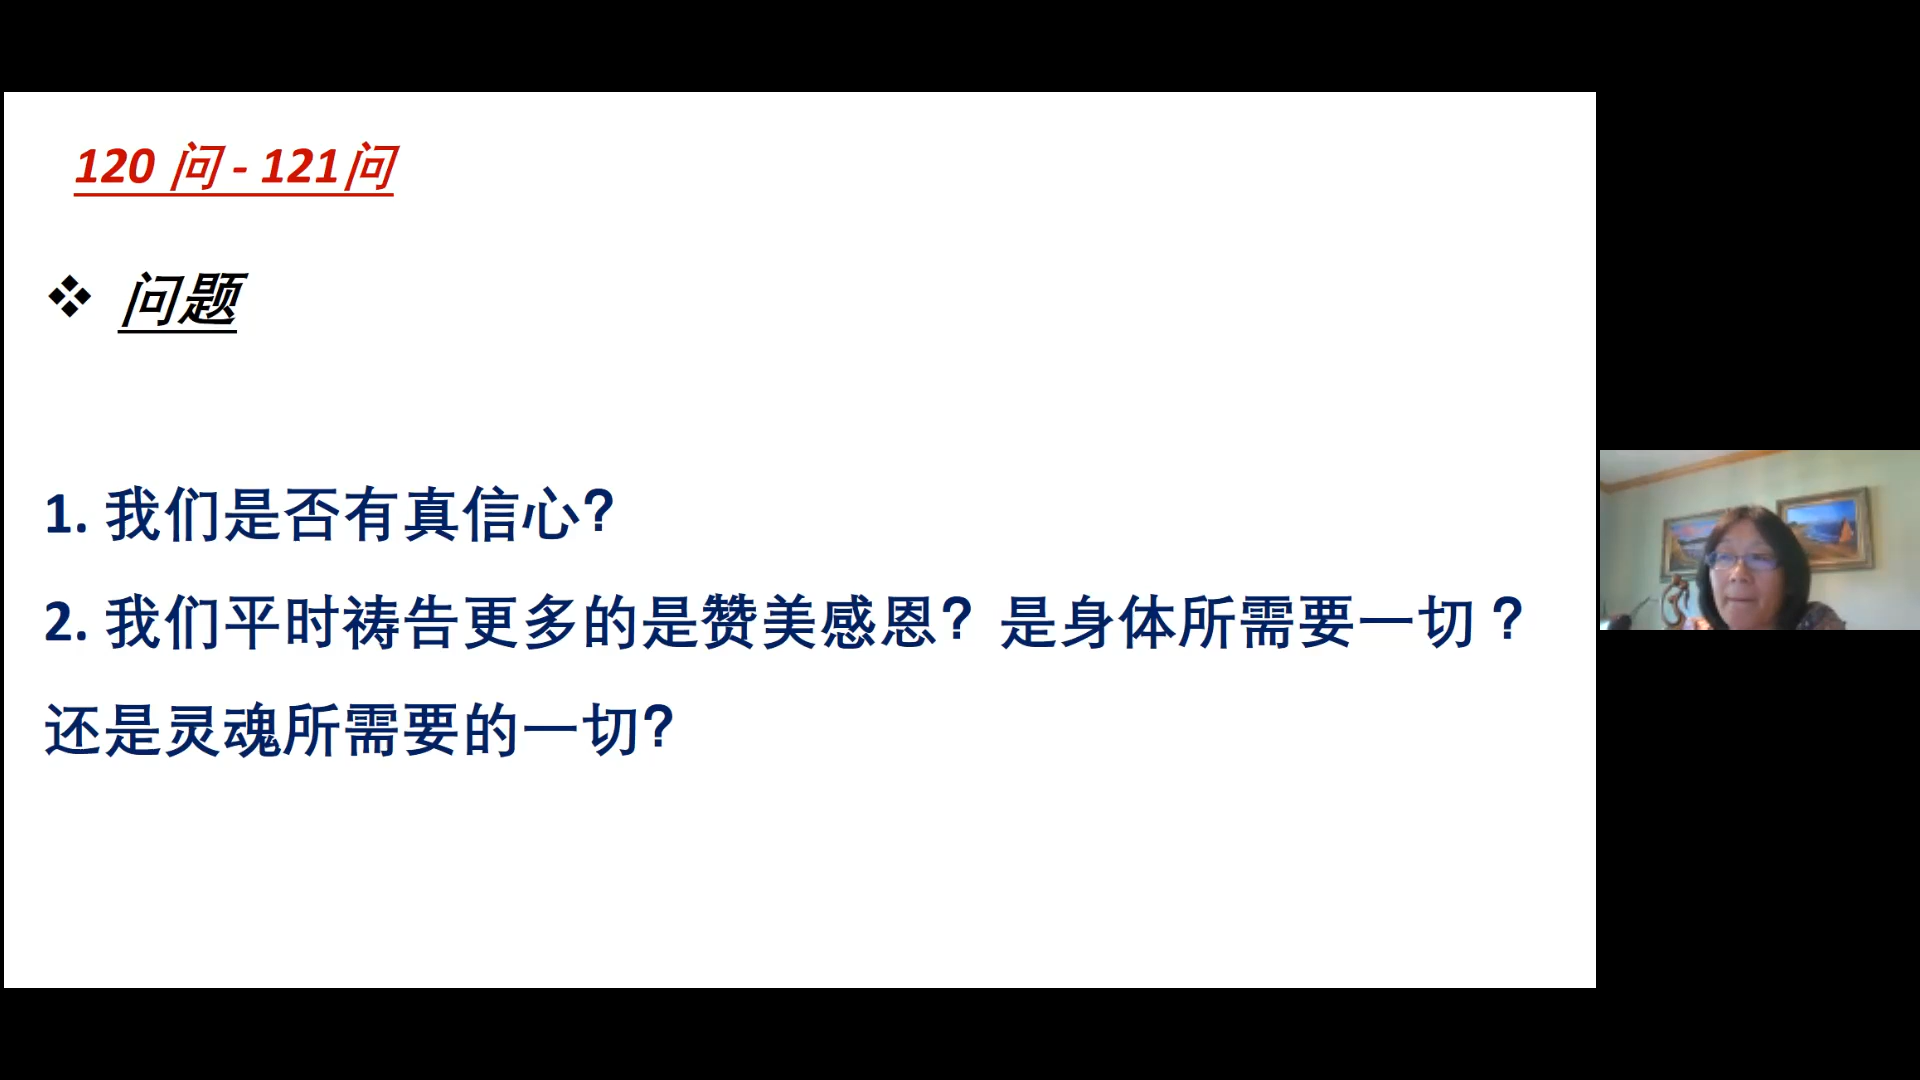 120 问 - 121问
❖ 问题
1. 我们是否有真信心?
2. 我们平时祷告更多的是赞美感恩? 是身体所需要一切？
还是灵魂所需要的一切?